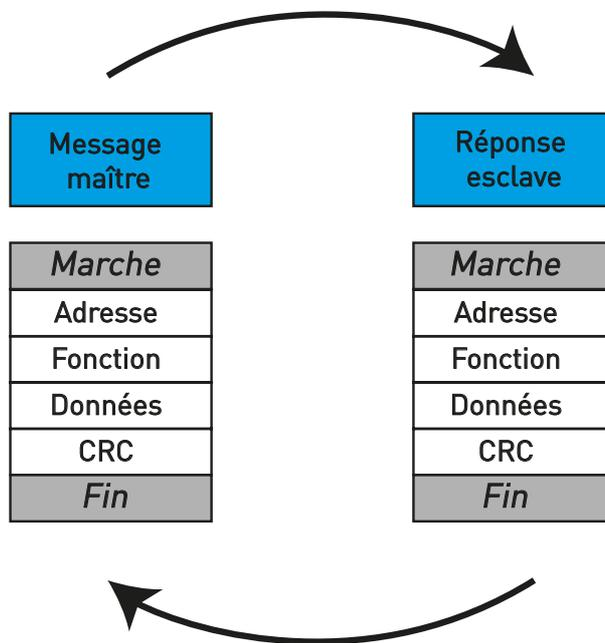 Message
maître
Réponse
esclave
Marche
Adresse
Fonction
Données
CRC
Fin
Marche
Adresse
Fonction
Données
CRC
Fin